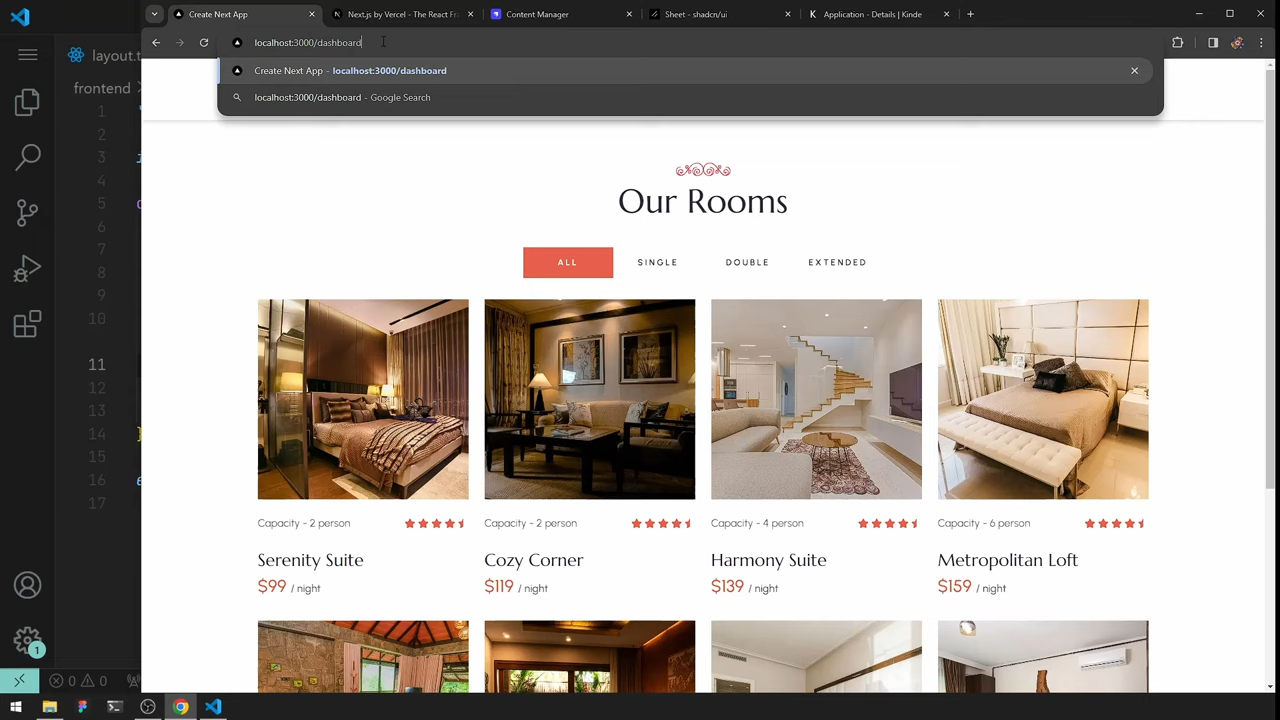 Create Next App
Next.js by Vercel - The React Fr
Content Manager
Sheet - shadcn/ui
Application - Details | Kinde
localhost:3000/dashboard
layout.t
Create Next App - localhost:3000/dashboard
frontend
localhost:3000/dashboard - Google Search
1
2
3
4
5
6
7
8
9
10
11
12
13
14
15
16
17
Our Rooms
ALL
SINGLE
DOUBLE
EXTENDED
Capacity - 2 person
Capacity - 2 person
Capacity - 4 person
Capacity - 6 person
Serenity Suite
Cozy Corner
Harmony Suite
Metropolitan Loft
$99 / night
$119 / night
$139 / night
$159 / night
1
0
0